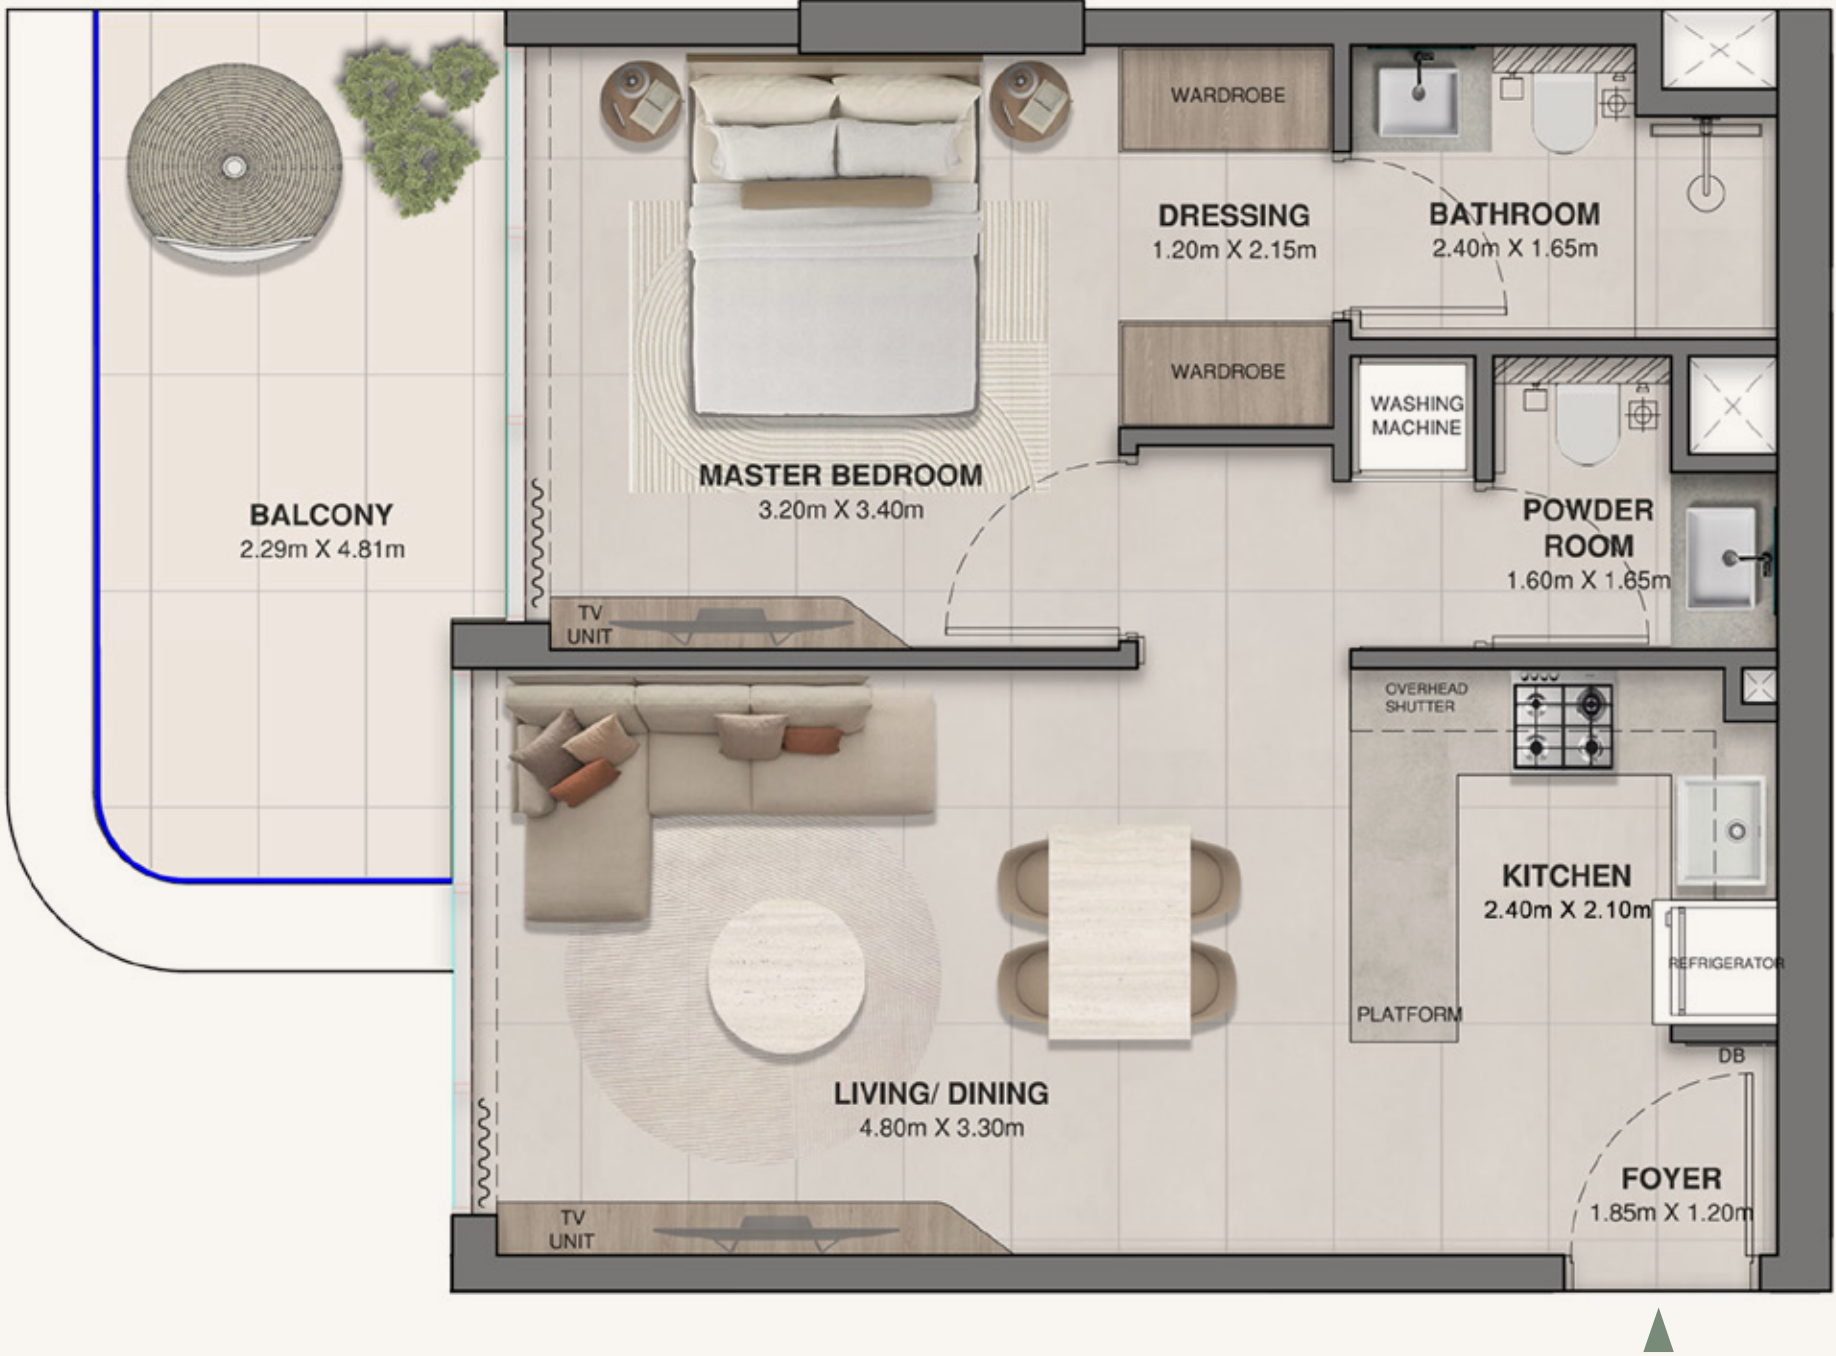 WARDROBE
DRESSING
1.20m X 2.15m
BATHROOM
2.40m X 1.65m
WARDROBE
WASHING
MACHINE
MASTER BEDROOM
3.20m X 3.40m
BALCONY
2.29m X 4.81m
POWDER
ROOM
1.60m X 1.65m
TV
UNIT
OVERHEAD
SHUTTER
KITCHEN
2.40m X 2.10m
REFRIGERATOR
PLATFORM
DB
LIVING/ DINING
4.80m X 3.30m
FOYER
1.85m X 1.20m
TV
UNIT